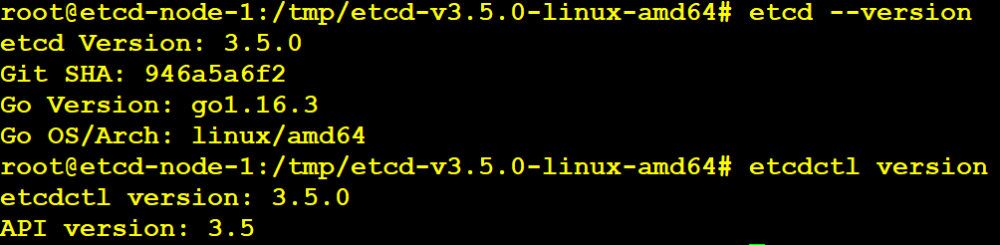 root@etcd-node-1:/tmp/etcd-v3.5.0-linux-amd64# etcd --version
etcd Version: 3.5.0
Git SHA: 946a5a6f2
Go Version: go1.16.3
Go OS/Arch: linux/amd64
root@etcd-node-1:/tmp/etcd-v3.5.0-linux-amd64# etcdctl version
etcdctl version: 3.5.0
API version: 3.5